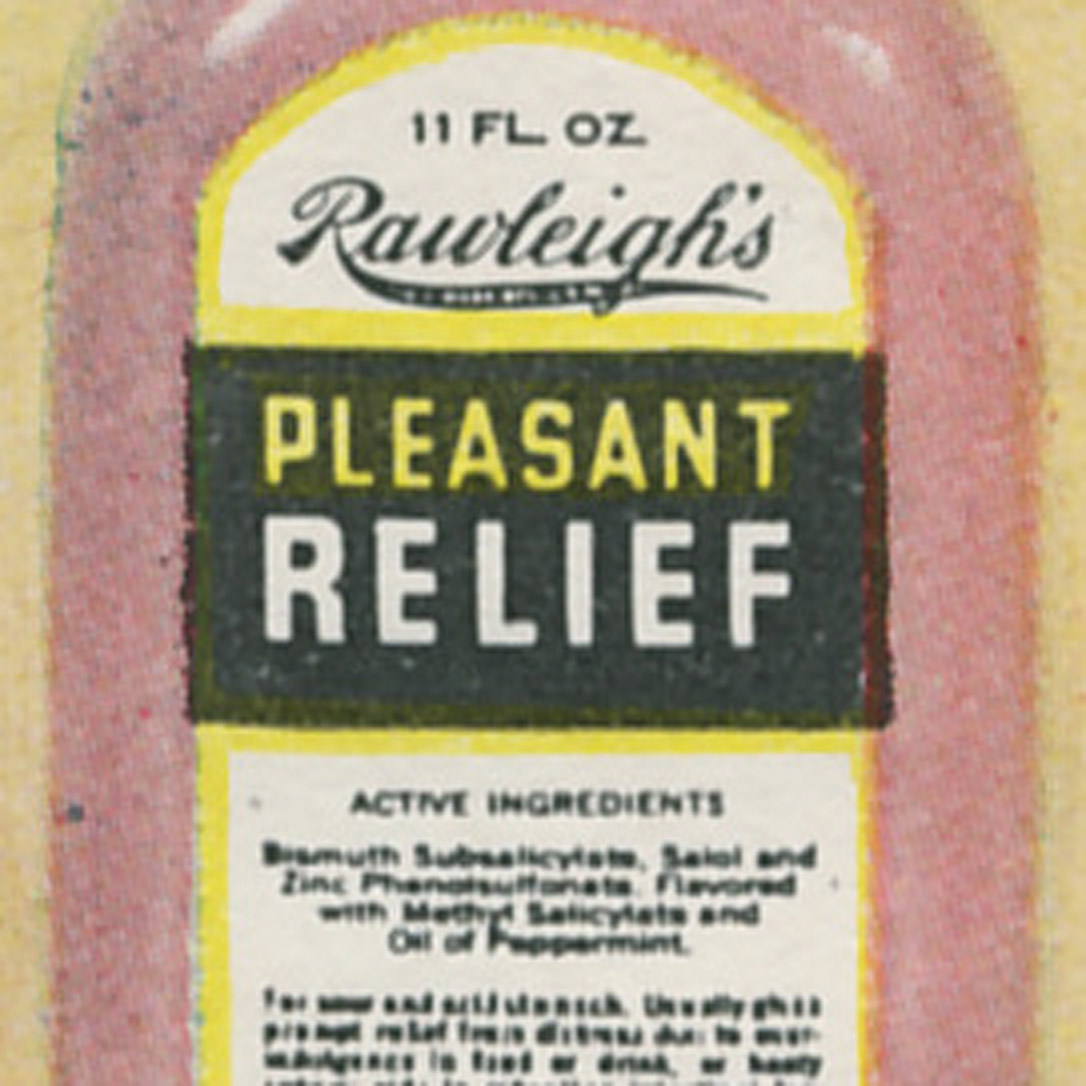 11 FL. OZ.
Rawleigh's
PLEASANT
RELIEF
ACTIVE INGREDIENTS
Bismuth Subsalicylate, Salol and
Zinc Phenolsulfonate. Flavored
with Methyl Salicylate and
Oil of Peppermint.
For sour and acid stomach. Usually gives
prompt relief from distress due to over-
indulgence in food or drink, or hasty